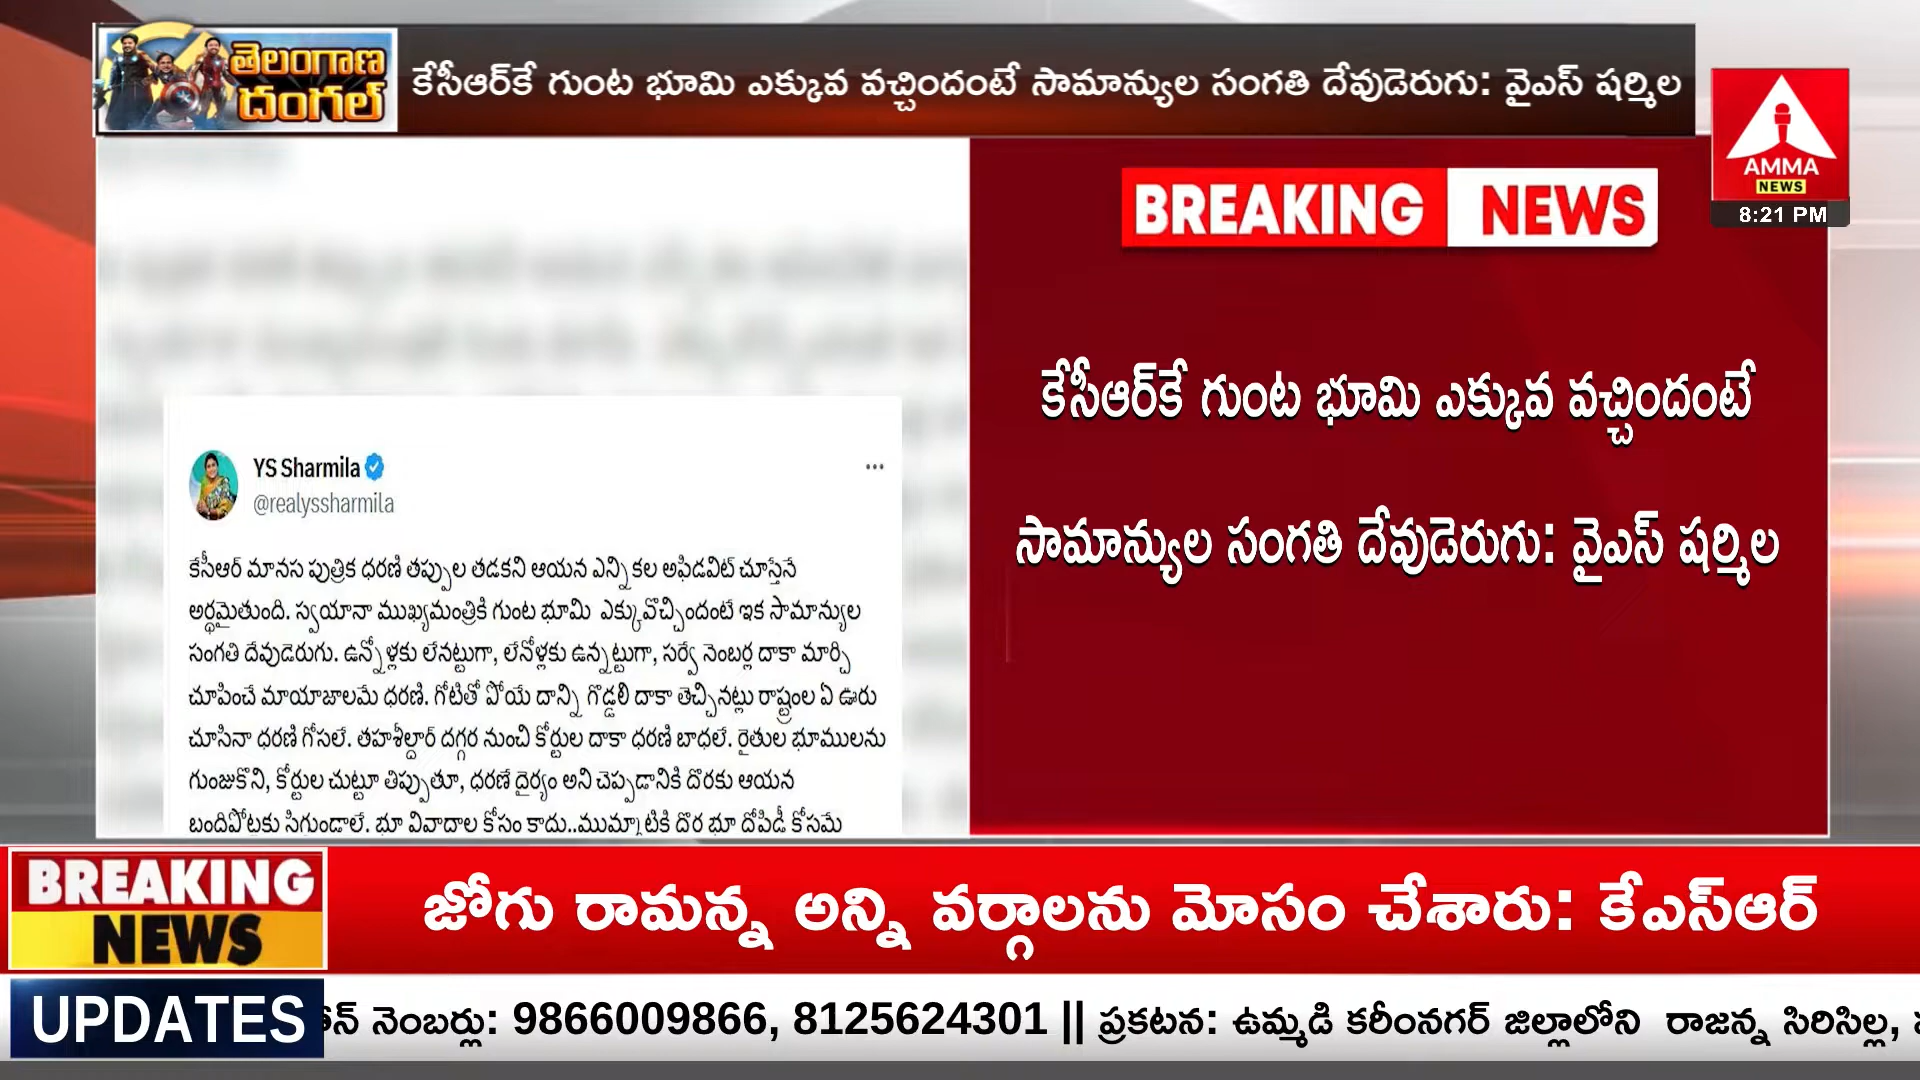 తెలంగాణ
దంగల్
కేసీఆర్‌కే గుంట భూమి ఎక్కువ వచ్చిందంటే సామాన్యుల సంగతి దేవుడెరుగు: వైఎస్ షర్మిల
AMMA
NEWS
8:21 PM
BREAKING NEWS
కేసీఆర్‌కే గుంట భూమి ఎక్కువ వచ్చిందంటే
సామాన్యుల సంగతి దేవుడెరుగు: వైఎస్ షర్మిల
YS Sharmila
@realyssharmila
కేసీఆర్ మానస పుత్రిక ధరణి తప్పుల తడకని ఆయన ఎన్నికల అఫిడవిట్ చూస్తేనే
అర్థమైతుంది. స్వయానా ముఖ్యమంత్రికి గుంట భూమి ఎక్కువొచ్చిందంటే ఇక సామాన్యుల
సంగతి దేవుడెరుగు. ఉన్నోళ్లకు లేనట్టుగా, లేనోళ్లకు ఉన్నట్టుగా, సర్వే నెంబర్ల దాకా మార్చి
చూపించే మాయాజాలమే ధరణి. గోటితో పోయే దాన్ని గొడ్డలి దాకా తెచ్చినట్లు రాష్ట్రంల ఏ ఊరు
చూసినా ధరణి గోసలే. తహశీల్దార్ దగ్గర నుంచి కోర్టుల దాకా ధరణి బాధలే. రైతుల భూములను
గుంజుకొని, కోర్టుల చుట్టూ తిప్పుతూ, ధరణే ధైర్యం అని చెప్పడానికి దొరకు ఆయన
బందిపోట్లకు సిగ్గుండాలే. భూ వివాదాల కోసం కాదు..ముమ్మాటికి దొర భూ దోపిడీ కోసమే
BREAKING
NEWS
జోగు రామన్న అన్ని వర్గాలను మోసం చేశారు: కేఎస్ఆర్
UPDATES
నెంబర్లు: 9866009866, 8125624301 || ప్రకటన: ఉమ్మడి కరీంనగర్ జిల్లాలోని రాజన్న సిరిసిల్ల,